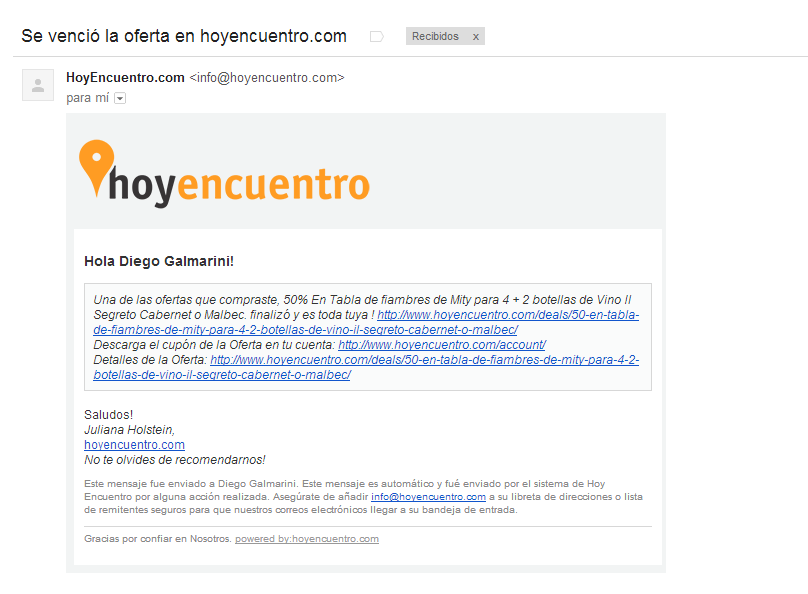 Se venció la oferta en hoyencuentro.com
Recibidos x
HoyEncuentro.com <info@hoyencuentro.com>
para mí
hoyencuentro
Hola Diego Galmarini!
Una de las ofertas que compraste, 50% En Tabla de fiambres de Mity para 4 + 2 botellas de Vino Il
Segreto Cabernet o Malbec. finalizó y es toda tuya ! http://www.hoyencuentro.com/deals/50-en-tabla-
de-fiambres-de-mity-para-4-2-botellas-de-vino-il-segreto-cabernet-o-malbec/
Descarga el cupón de la Oferta en tu cuenta: http://www.hoyencuentro.com/account/
Detalles de la Oferta: http://www.hoyencuentro.com/deals/50-en-tabla-de-fiambres-de-mity-para-4-2-
botellas-de-vino-il-segreto-cabernet-o-malbec/
Saludos!
Juliana Holstein,
hoyencuentro.com
No te olvides de recomendarnos!
Este mensaje fue enviado a Diego Galmarini. Este mensaje es automático y fué enviado por el sistema de Hoy
Encuentro por alguna acción realizada. Asegúrate de añadir info@hoyencuentro.com a su libreta de direcciones o lista
de remitentes seguros para que nuestros correos electrónicos llegar a su bandeja de entrada.
Gracias por confiar en Nosotros. powered by:hoyencuentro.com